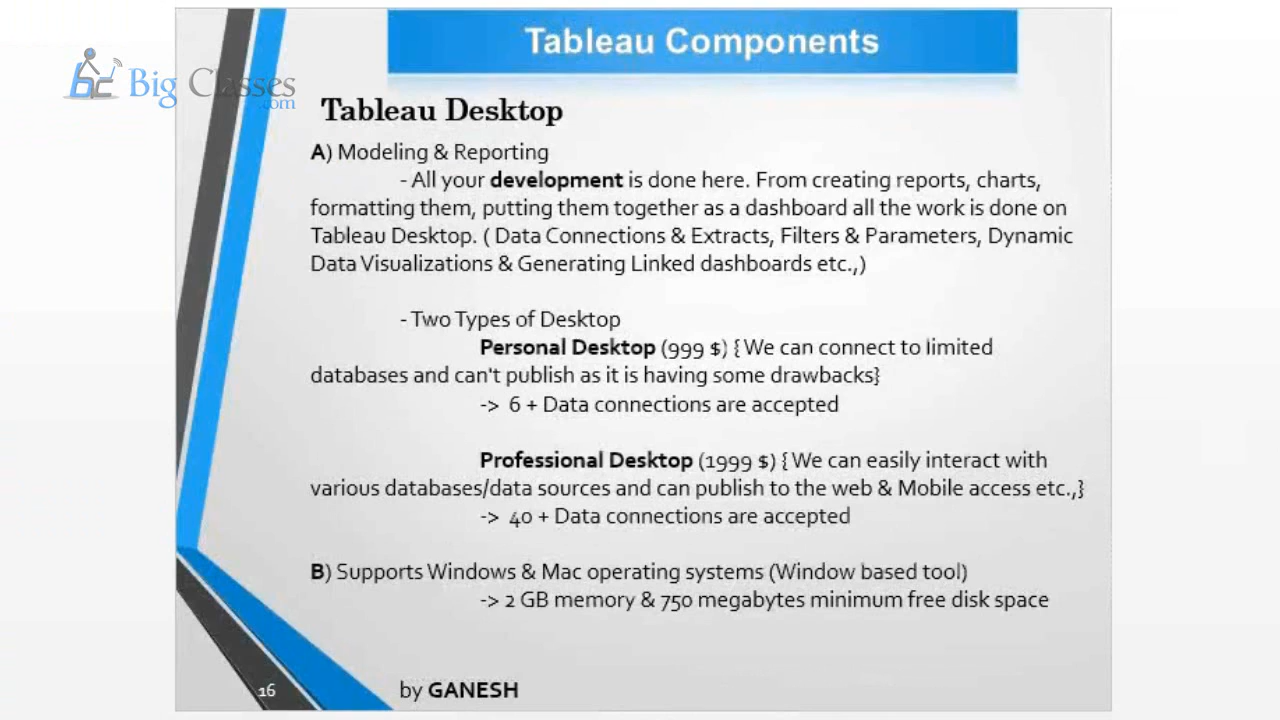 Tableau Components
Big Classes
.com
Tableau Desktop
A) Modeling & Reporting
- All your development is done here. From creating reports, charts,
formatting them, putting them together as a dashboard all the work is done on
Tableau Desktop. ( Data Connections & Extracts, Filters & Parameters, Dynamic
Data Visualizations & Generating Linked dashboards etc.,)
- Two Types of Desktop
Personal Desktop (999 $) { We can connect to limited
databases and can't publish as it is having some drawbacks}
-> 6 + Data connections are accepted
Professional Desktop (1999 $) { We can easily interact with
various databases/data sources and can publish to the web & Mobile access etc.,}
-> 40 + Data connections are accepted
B) Supports Windows & Mac operating systems (Window based tool)
-> 2 GB memory & 750 megabytes minimum free disk space
16
by GANESH